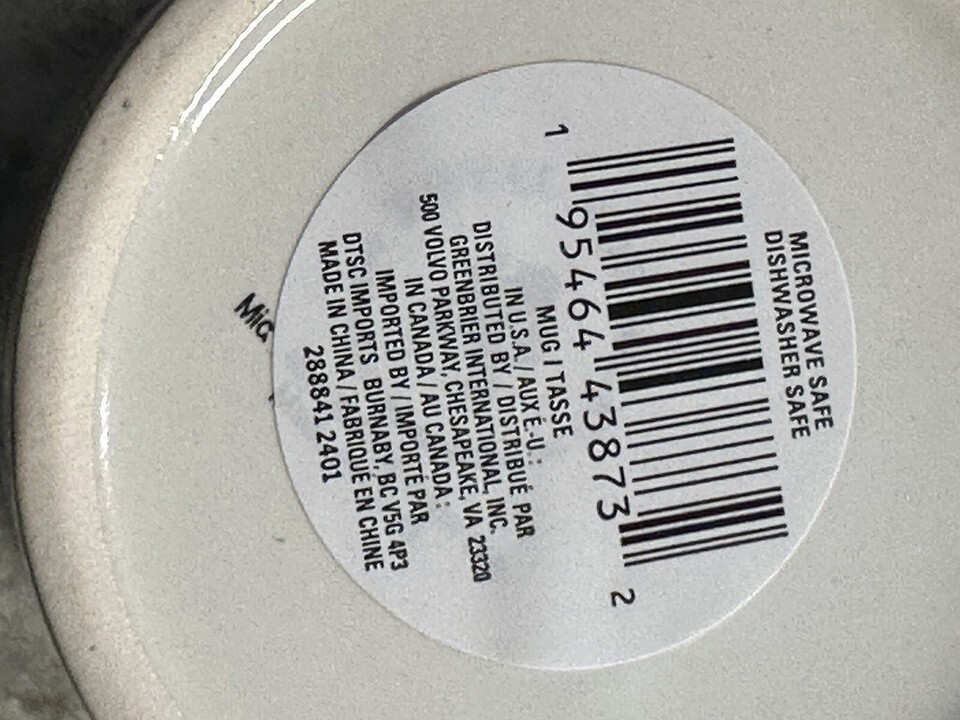 MICROWAVE SAFE
DISHWASHER SAFE
1 95464 43873 2
MUG / TASSE
IN U.S.A. / AUX É.-U.:
DISTRIBUTED BY / DISTRIBUÉ PAR
GREENBRIER INTERNATIONAL, INC.
500 VOLVO PARKWAY, CHESAPEAKE, VA 23320
IN CANADA / AU CANADA:
IMPORTED BY / IMPORTÉ PAR
DTSC IMPORTS BURNABY, BC V5G 4P3
MADE IN CHINA / FABRIQUÉ EN CHINE
288841 2401